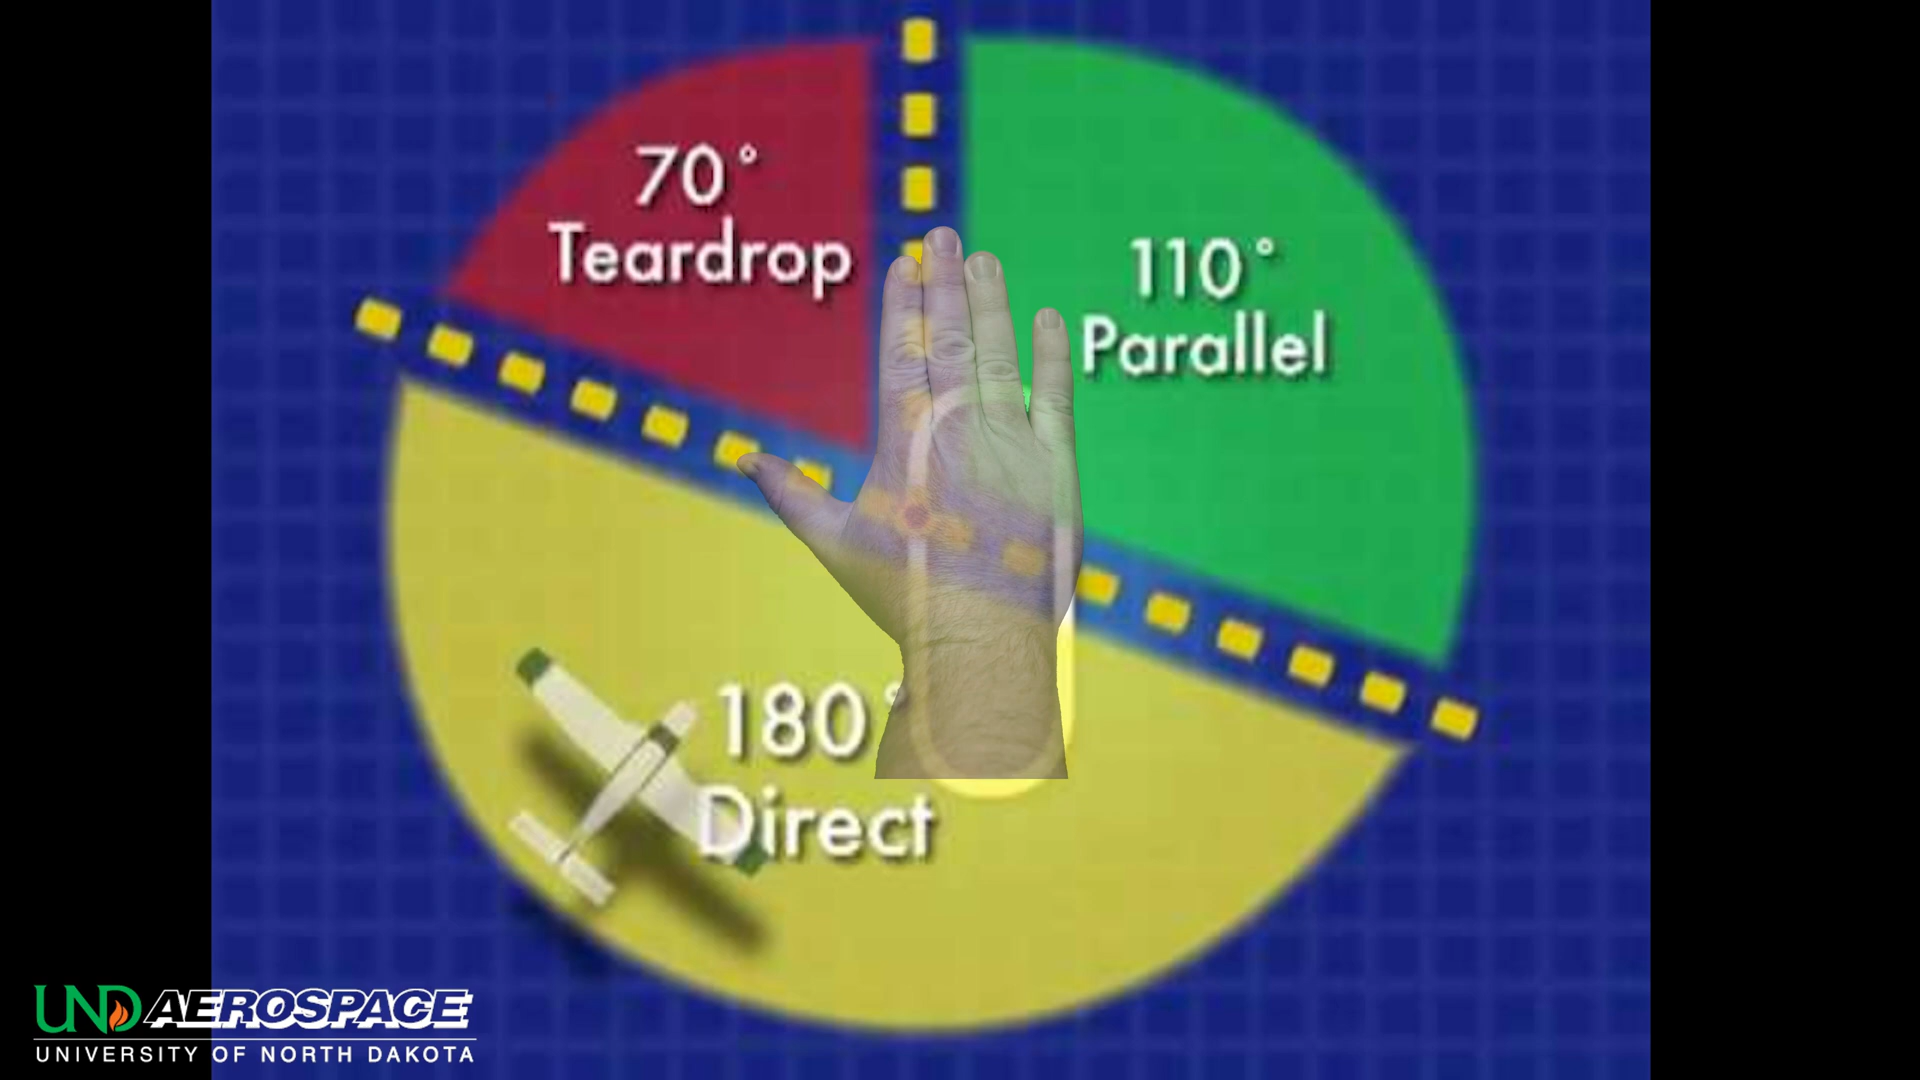 70°
Teardrop
110°
Parallel
180°
Direct
UND AEROSPACE
UNIVERSITY OF NORTH DAKOTA